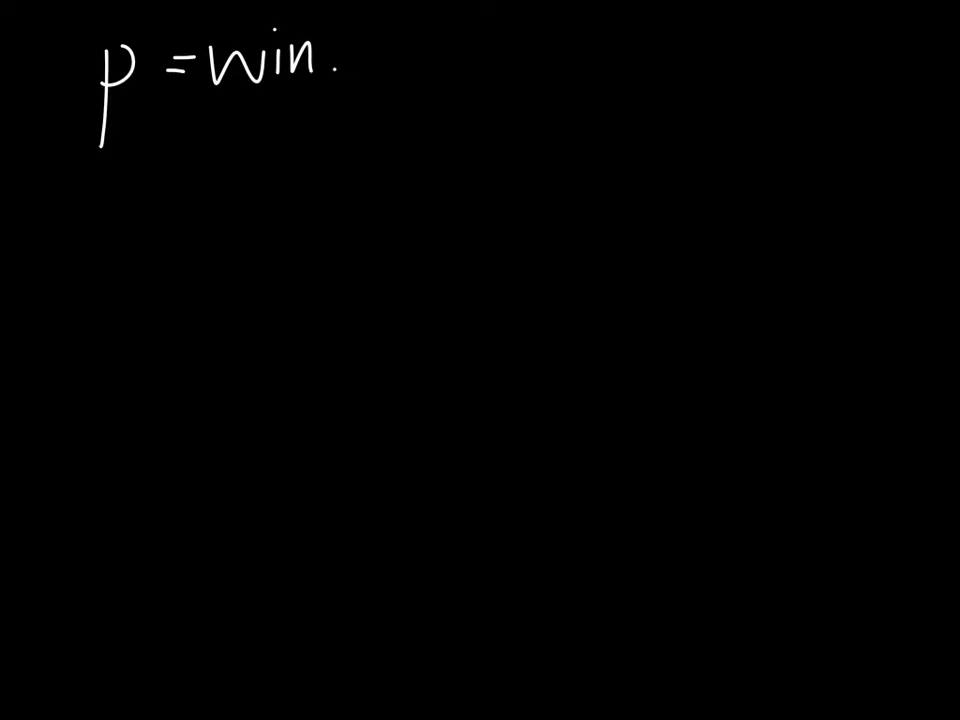 p = win.